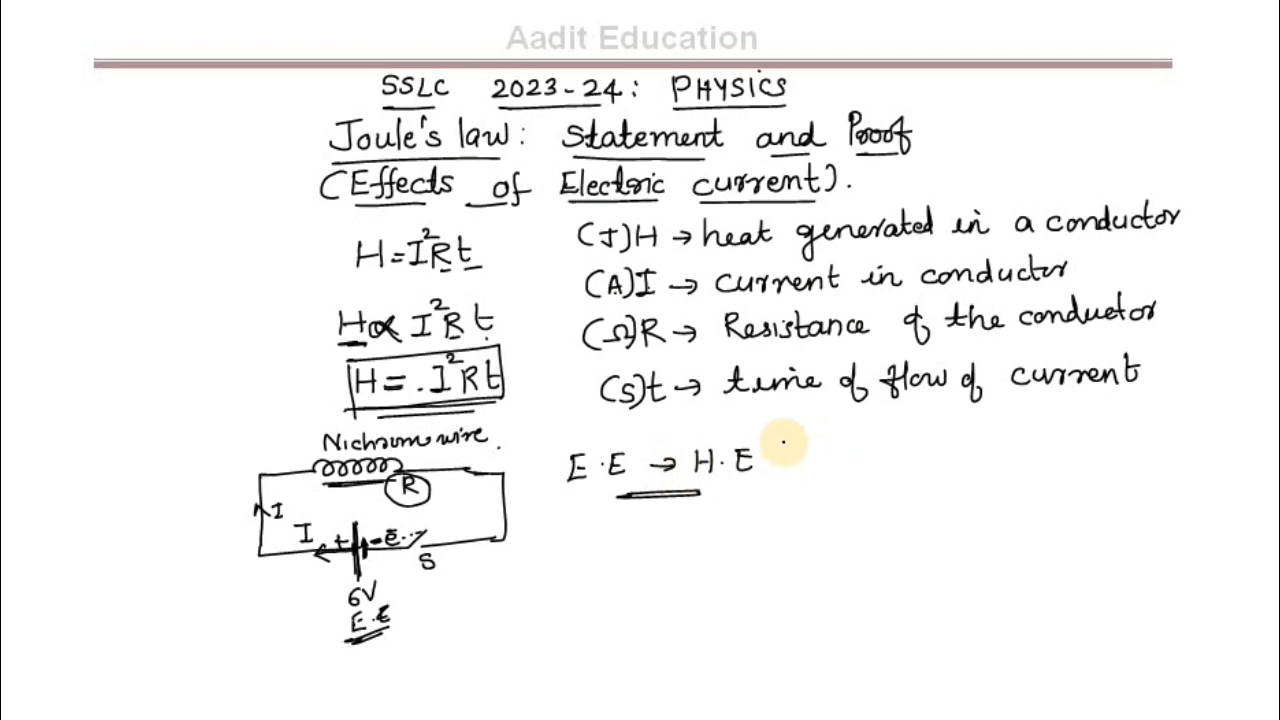 Aadit Education
SSLC 2023-24: PHYSICS
Joule's law: Statement and Proof
(Effects of Electric current).
H=I²Rt
(J)H → heat generated in a conductor
(A)I → current in conductor
H∝ I²Rt
(Ω)R → Resistance of the conductor
H=.I²Rt
(S)t → time of flow of current
Nichrome wire.
E.E → H.E
R
I
I
+
- ē
S
6V
E.E